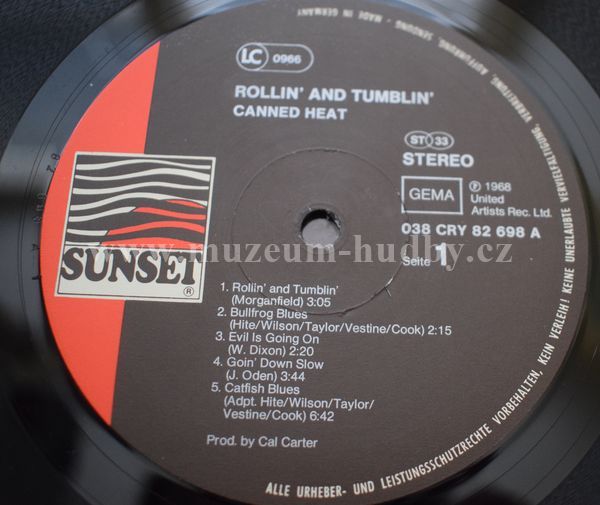 LC 0966
ROLLIN' AND TUMBLIN'
CANNED HEAT
ST 33
STEREO
GEMA
℗ 1968
United
Artists Rec. Ltd.
038 CRY 82 698 A
Seite 1
SUNSET ®
www.muzeum-hudby.cz
1. Rollin' and Tumblin'
(Morganfield) 3:05
2. Bullfrog Blues
(Hite/Wilson/Taylor/Vestine/Cook) 2:15
3. Evil Is Going On
(W. Dixon) 2:20
4. Goin' Down Slow
(J. Oden) 3:44
5. Catfish Blues
(Adpt. Hite/Wilson/Taylor/
Vestine/Cook) 6:42
Prod. by Cal Carter
ALLE URHEBER- UND LEISTUNGSSCHUTZRECHTE VORBEHALTEN, KEIN VERLEIH! KEINE UNERLAUBTE VERVIELFÄLTIGUNG, VERMIETUNG, AUFFÜHRUNG, SENDUNG - MADE IN GERMANY